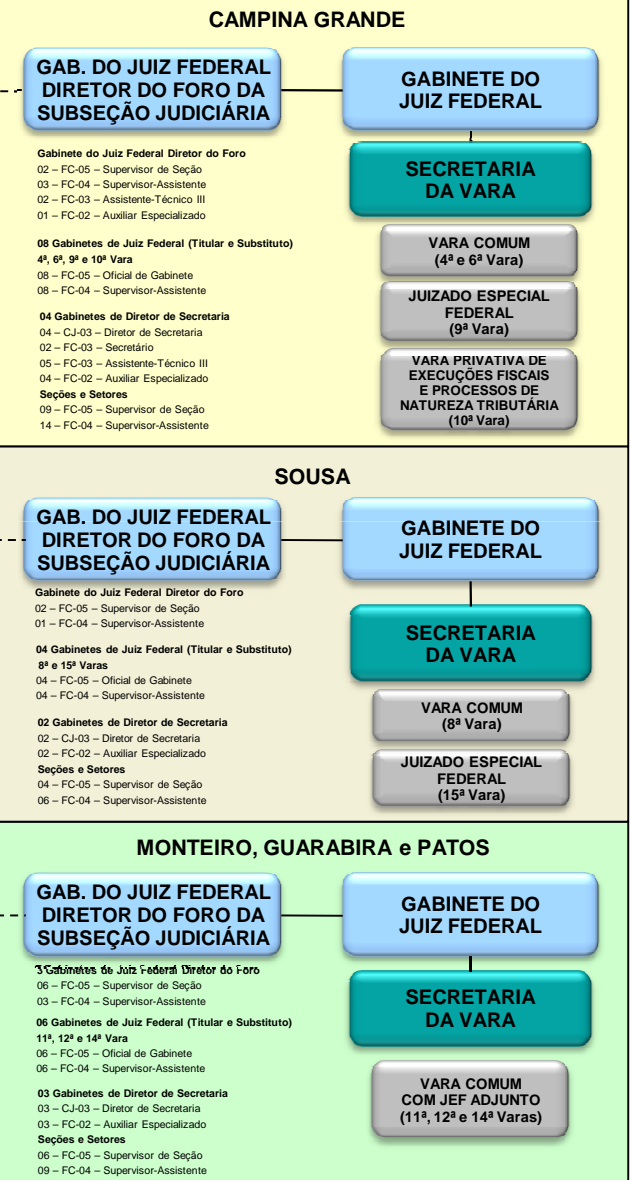 CAMPINA GRANDE
GAB. DO JUIZ FEDERAL
DIRETOR DO FORO DA
SUBSEÇÃO JUDICIÁRIA
GABINETE DO
JUIZ FEDERAL
Gabinete do Juiz Federal Diretor do Foro
02 – FC-05 – Supervisor de Seção
03 – FC-04 – Supervisor-Assistente
02 – FC-03 – Assistente-Técnico III
01 – FC-02 – Auxiliar Especializado
08 Gabinetes de Juiz Federal (Titular e Substituto)
4ª, 6ª, 9ª e 10ª Vara
08 – FC-05 – Oficial de Gabinete
08 – FC-04 – Supervisor-Assistente
04 Gabinetes de Diretor de Secretaria
04 – CJ-03 – Diretor de Secretaria
02 – FC-03 – Secretário
05 – FC-03 – Assistente-Técnico III
04 – FC-02 – Auxiliar Especializado
Seções e Setores
09 – FC-05 – Supervisor de Seção
14 – FC-04 – Supervisor-Assistente
SECRETARIA
DA VARA
VARA COMUM
(4ª e 6ª Vara)
JUIZADO ESPECIAL
FEDERAL
(9ª Vara)
VARA PRIVATIVA DE
EXECUÇÕES FISCAIS
E PROCESSOS DE
NATUREZA TRIBUTÁRIA
(10ª Vara)
SOUSA
GAB. DO JUIZ FEDERAL
DIRETOR DO FORO DA
SUBSEÇÃO JUDICIÁRIA
GABINETE DO
JUIZ FEDERAL
Gabinete do Juiz Federal Diretor do Foro
02 – FC-05 – Supervisor de Seção
01 – FC-04 – Supervisor-Assistente
04 Gabinetes de Juiz Federal (Titular e Substituto)
8ª e 15ª Varas
04 – FC-05 – Oficial de Gabinete
04 – FC-04 – Supervisor-Assistente
02 Gabinetes de Diretor de Secretaria
02 – CJ-03 – Diretor de Secretaria
02 – FC-02 – Auxiliar Especializado
Seções e Setores
04 – FC-05 – Supervisor de Seção
06 – FC-04 – Supervisor-Assistente
SECRETARIA
DA VARA
VARA COMUM
(8ª Vara)
JUIZADO ESPECIAL
FEDERAL
(15ª Vara)
MONTEIRO, GUARABIRA e PATOS
GAB. DO JUIZ FEDERAL
DIRETOR DO FORO DA
SUBSEÇÃO JUDICIÁRIA
GABINETE DO
JUIZ FEDERAL
3 Gabinetes de Juiz Federal Diretor do Foro
06 – FC-05 – Supervisor de Seção
03 – FC-04 – Supervisor-Assistente
06 Gabinetes de Juiz Federal (Titular e Substituto)
11ª, 12ª e 14ª Vara
06 – FC-05 – Oficial de Gabinete
06 – FC-04 – Supervisor-Assistente
03 Gabinetes de Diretor de Secretaria
03 – CJ-03 – Diretor de Secretaria
03 – FC-02 – Auxiliar Especializado
Seções e Setores
06 – FC-05 – Supervisor de Seção
09 – FC-04 – Supervisor-Assistente
SECRETARIA
DA VARA
VARA COMUM
COM JEF ADJUNTO
(11ª, 12ª e 14ª Varas)